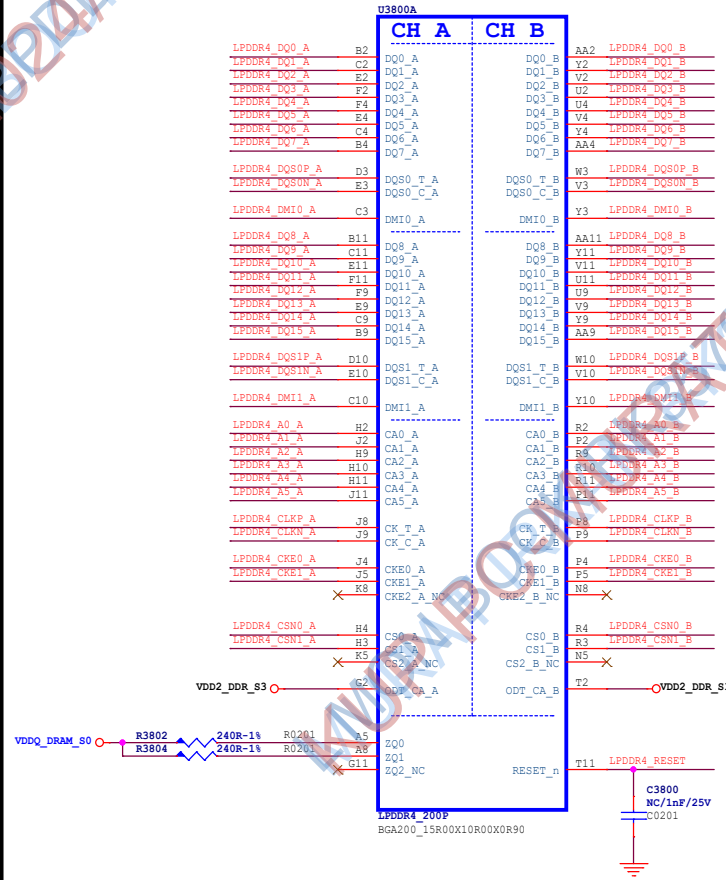 U3800A
CH A CH B
LPDDR4_DQ0_A B2 DQ0_A DQ0_B AA2 LPDDR4_DQ0_B
LPDDR4_DQ1_A C2 DQ1_A DQ1_B Y2 LPDDR4_DQ1_B
LPDDR4_DQ2_A E2 DQ2_A DQ2_B V2 LPDDR4_DQ2_B
LPDDR4_DQ3_A F2 DQ3_A DQ3_B U2 LPDDR4_DQ3_B
LPDDR4_DQ4_A F4 DQ4_A DQ4_B U4 LPDDR4_DQ4_B
LPDDR4_DQ5_A E4 DQ5_A DQ5_B V4 LPDDR4_DQ5_B
LPDDR4_DQ6_A C4 DQ6_A DQ6_B Y4 LPDDR4_DQ6_B
LPDDR4_DQ7_A B4 DQ7_A DQ7_B AA4 LPDDR4_DQ7_B
LPDDR4_DQS0P_A D3 DQS0_T_A DQS0_T_B W3 LPDDR4_DQS0P_B
LPDDR4_DQS0N_A E3 DQS0_C_A DQS0_C_B V3 LPDDR4_DQS0N_B
LPDDR4_DMI0_A C3 DMI0_A DMI0_B Y3 LPDDR4_DMI0_B
LPDDR4_DQ8_A B11 DQ8_A DQ8_B AA11 LPDDR4_DQ8_B
LPDDR4_DQ9_A C11 DQ9_A DQ9_B Y11 LPDDR4_DQ9_B
LPDDR4_DQ10_A E11 DQ10_A DQ10_B V11 LPDDR4_DQ10_B
LPDDR4_DQ11_A F11 DQ11_A DQ11_B U11 LPDDR4_DQ11_B
LPDDR4_DQ12_A F9 DQ12_A DQ12_B U9 LPDDR4_DQ12_B
LPDDR4_DQ13_A E9 DQ13_A DQ13_B V9 LPDDR4_DQ13_B
LPDDR4_DQ14_A C9 DQ14_A DQ14_B Y9 LPDDR4_DQ14_B
LPDDR4_DQ15_A B9 DQ15_A DQ15_B AA9 LPDDR4_DQ15_B
LPDDR4_DQS1P_A D10 DQS1_T_A DQS1_T_B W10 LPDDR4_DQS1P_B
LPDDR4_DQS1N_A E10 DQS1_C_A DQS1_C_B V10 LPDDR4_DQS1N_B
LPDDR4_DMI1_A C10 DMI1_A DMI1_B Y10 LPDDR4_DMI1_B
LPDDR4_A0_A H2 CA0_A CA0_B R2 LPDDR4_A0_B
LPDDR4_A1_A J2 CA1_A CA1_B P2 LPDDR4_A1_B
LPDDR4_A2_A H9 CA2_A CA2_B R9 LPDDR4_A2_B
LPDDR4_A3_A H10 CA3_A CA3_B R10 LPDDR4_A3_B
LPDDR4_A4_A H11 CA4_A CA4_B R11 LPDDR4_A4_B
LPDDR4_A5_A J11 CA5_A CA5_B P11 LPDDR4_A5_B
LPDDR4_CLKP_A J8 CK_T_A CK_T_B P8 LPDDR4_CLKP_B
LPDDR4_CLKN_A J9 CK_C_A CK_C_B P9 LPDDR4_CLKN_B
LPDDR4_CKE0_A J4 CKE0_A CKE0_B P4 LPDDR4_CKE0_B
LPDDR4_CKE1_A J5 CKE1_A CKE1_B P5 LPDDR4_CKE1_B
K8 CKE2_A_NC CKE2_B_NC N8
LPDDR4_CSN0_A H4 CS0_A CS0_B R4 LPDDR4_CSN0_B
LPDDR4_CSN1_A H3 CS1_A CS1_B R3 LPDDR4_CSN1_B
K5 CS2_A_NC CS2_B_NC N5
VDD2_DDR_S3 G2 ODT_CA_A ODT_CA_B T2 VDD2_DDR_S
VDDQ_DRAM_S0 R3802 240R-1% R0201 A5 ZQ0
R3804 240R-1% R0201 A8 ZQ1
G11 ZQ2_NC RESET_n T11 LPDDR4_RESET
C3800
NC/1nF/25V
C0201
LPDDR4_200P
BGA200_15R00X10R00X0R90